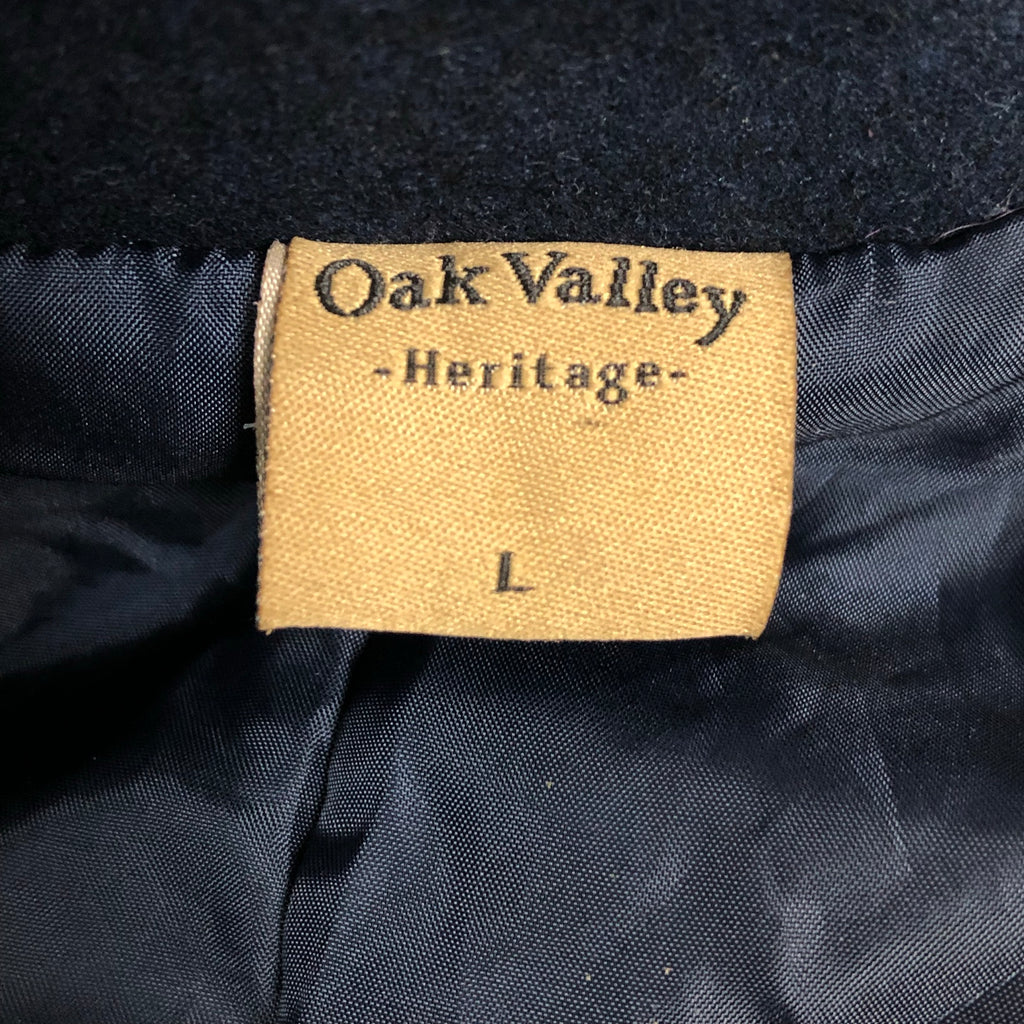 Oak Valley
-Heritage-
L